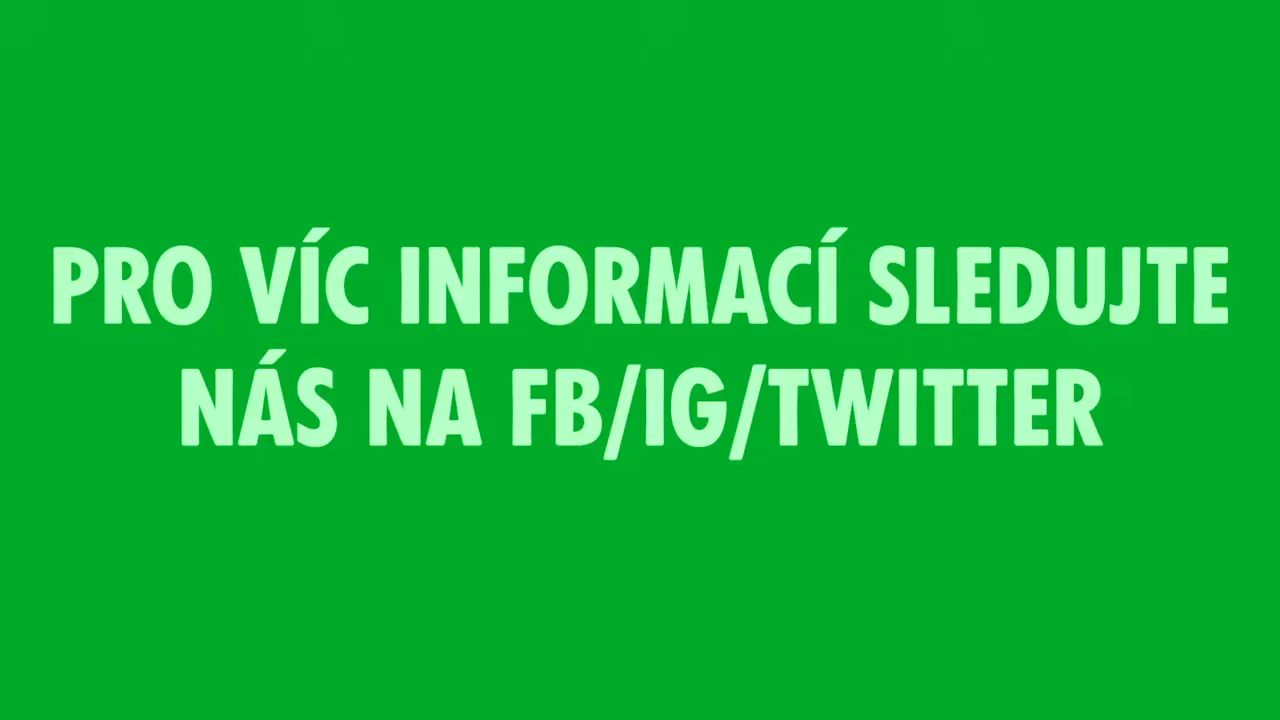 PRO VÍC INFORMACÍ SLEDUJTE
NÁS NA FB/IG/TWITTER